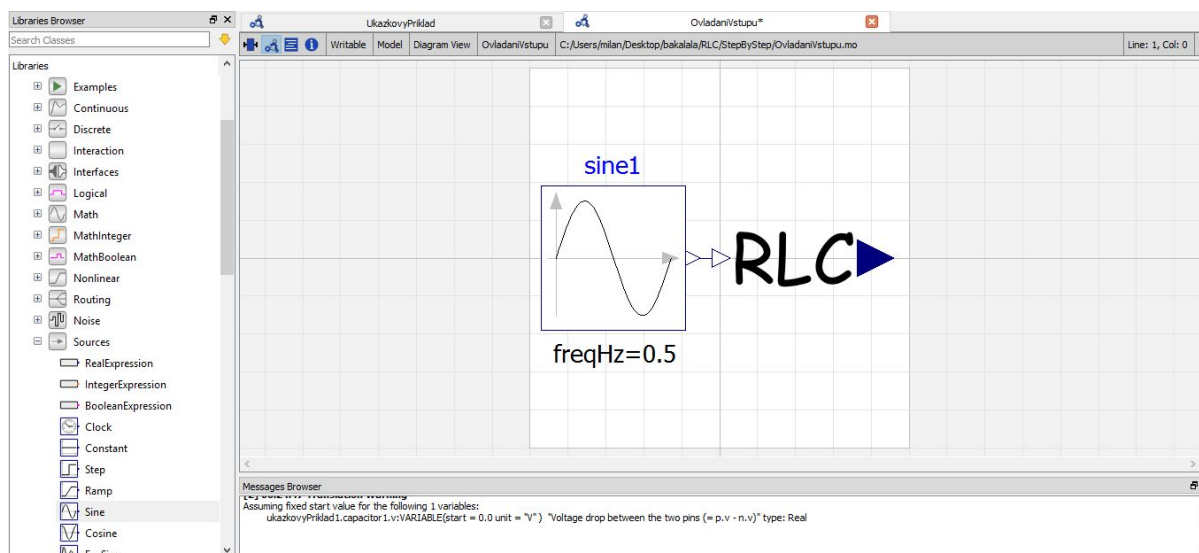 Libraries Browser
UkazkovyPriklad
OvladaniVstupu*
Search Classes
Writable
Model
Diagram View
OvladaniVstupu
C:/Users/milan/Desktop/bakalala/RLC/StepByStep/OvladaniVstupu.mo
Line: 1, Col: 0
Libraries
Examples
Continuous
Discrete
Interaction
Interfaces
Logical
Math
MathInteger
MathBoolean
Nonlinear
Routing
Noise
Sources
RealExpression
IntegerExpression
BooleanExpression
Clock
Constant
Step
Ramp
Sine
Cosine
sine1
RLC
freqHz=0.5
Messages Browser
Translation Warning
Assuming fixed start value for the following 1 variables:
ukazkovyPriklad1.capacitor1.v:VARIABLE(start = 0.0 unit = "V" ) "Voltage drop between the two pins (= p.v - n.v)" type: Real